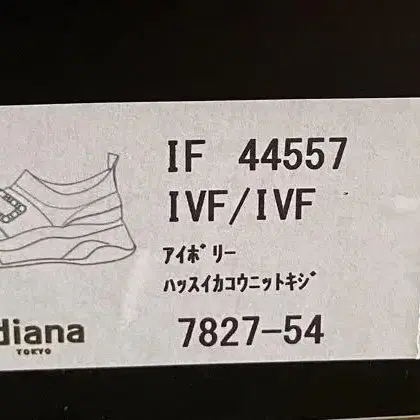 IF 44557
IVF/IVF
ｱｲﾎﾞﾘｰ
ﾊｯｽｲｶｺｳﾆｯﾄｷｼﾞ
diana
TOKYO
7827-54